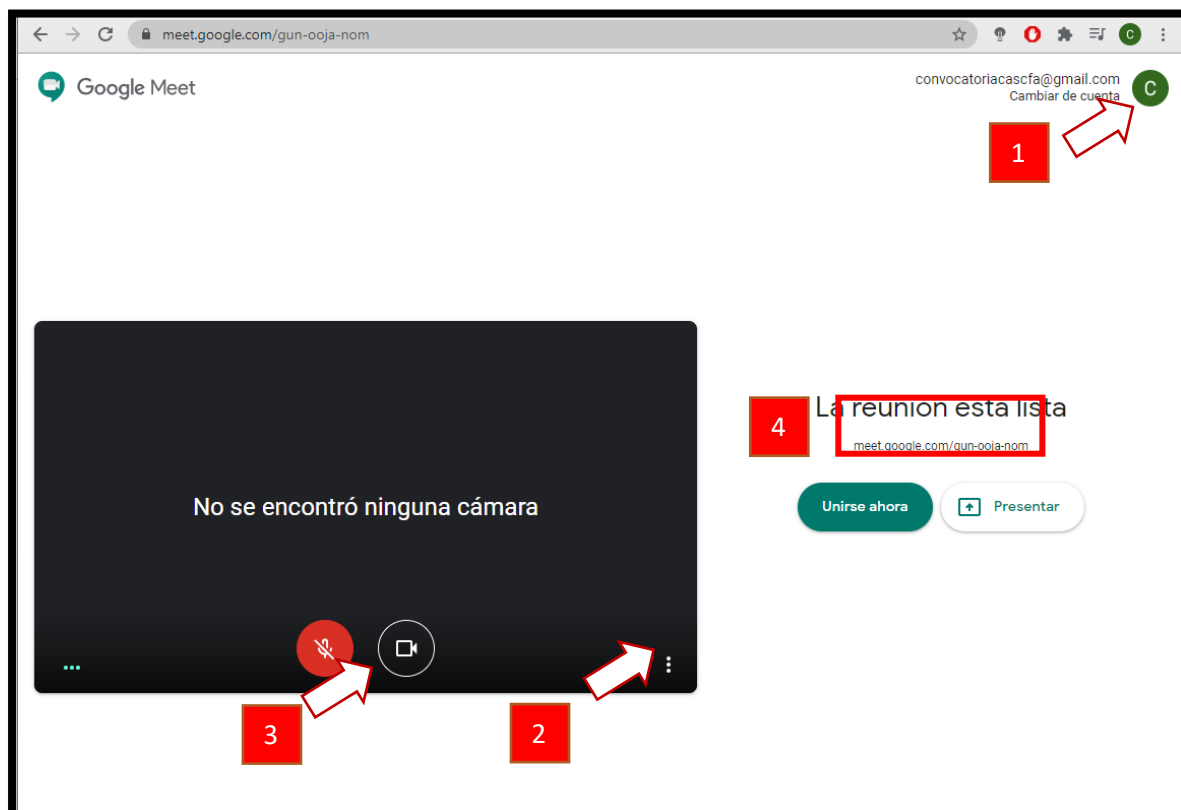 meet.google.com/gun-ooja-nom
C
Google Meet
convocatoriacascfa@gmail.com
Cambiar de cuenta
C
1
La reunión está lista
4
meet.google.com/gun-ooja-nom
No se encontró ninguna cámara
Unirse ahora
Presentar
3
2